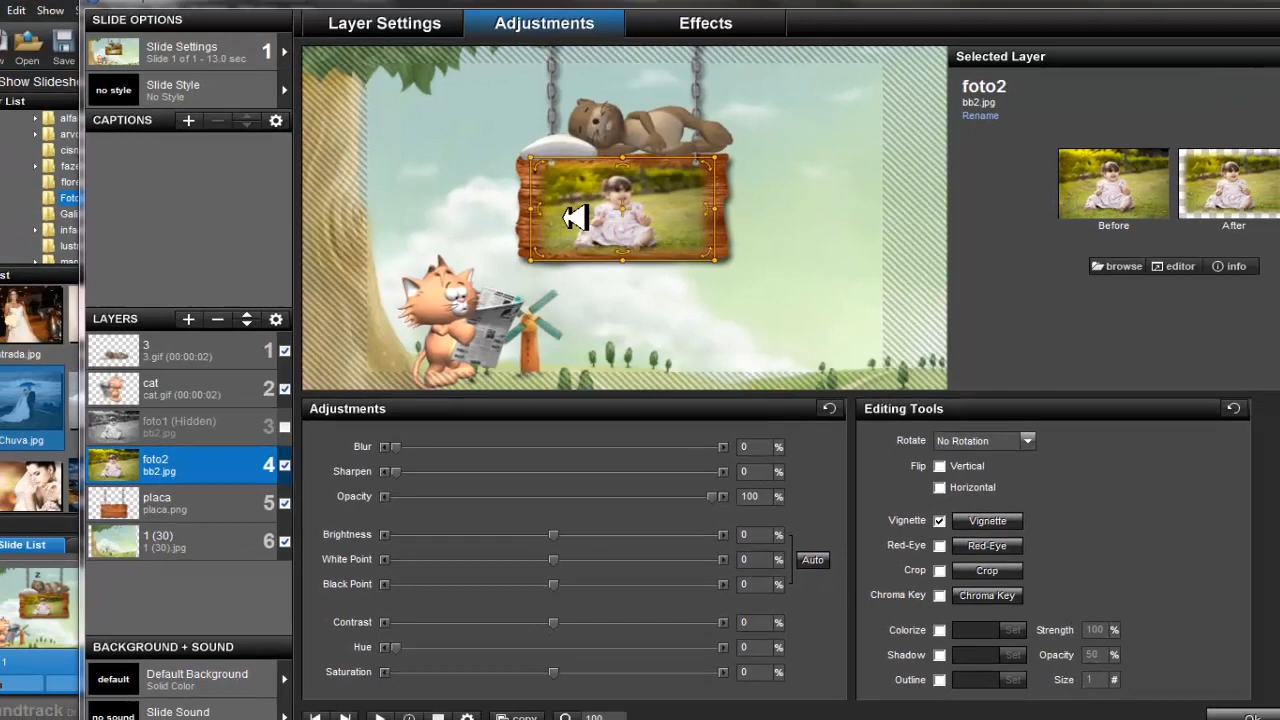 Edit Show
Open Save
Show Slidesh
r List
alfa
arv
cisn
faze
flore
Foto
Gali
infa
lust
st
trada.jpg
Chuva.jpg
Slide List
1
ndtrack
SLIDE OPTIONS
Slide Settings
Slide 1 of 1 - 13.0 sec
1
no style
Slide Style
No Style
CAPTIONS
LAYERS
3
3.gif (00:00:02)
1
cat
cat.gif (00:00:02)
2
foto1 (Hidden)
bb2.jpg
3
foto2
bb2.jpg
4
placa
placa.png
5
1 (30)
1 (30).jpg
6
BACKGROUND + SOUND
default
Default Background
Solid Color
no sound
Slide Sound
Layer Settings Adjustments Effects
Selected Layer
foto2
bb2.jpg
Rename
Before After
browse editor info
Adjustments
Blur 0 %
Sharpen 0 %
Opacity 100 %
Brightness 0 %
White Point 0 %
Black Point 0 %
Auto
Contrast 0 %
Hue 0 %
Saturation 0 %
copy 100
Editing Tools
Rotate No Rotation
Flip Vertical
Horizontal
Vignette Vignette
Red-Eye Red-Eye
Crop Crop
Chroma Key Chroma Key
Colorize Set Strength 100 %
Shadow Set Opacity 50 %
Outline Set Size 1 #
Ok